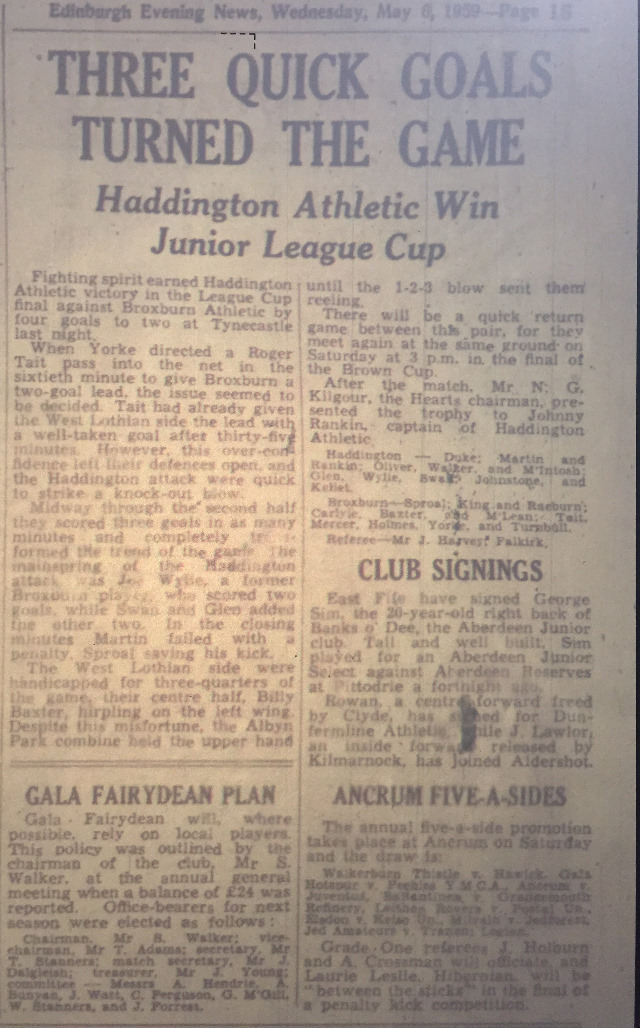 Edinburgh Evening News, Wednesday, May 6, 1959—Page 16
THREE QUICK GOALS
TURNED THE GAME
Haddington Athletic Win
Junior League Cup
Fighting spirit earned Haddington
Athletic victory in the League Cup
final against Broxburn Athletic by
four goals to two at Tynecastle
last night.
When Yorke directed a Roger
Tait pass into the net in the
sixtieth minute to give Broxburn a
two-goal lead, the issue seemed to
be decided. Tait had already given
the West Lothian side the lead with
a well-taken goal after thirty-five
minutes. However, this over-con-
fidence left their defences open, and
the Haddington attack were quick
to strike a knock-out blow.
Midway through the second half
they scored three goals in as many
minutes and completely
formed the trend of the game. The
mainspring of the Haddington
attack was Joe Wylie, a former
Broxburn player, who scored two
goals, while Swan and Glen added
the other two. In the closing
minutes Martin failed with a
penalty, Sproal saving his kick.
The West Lothian side were
handicapped for three-quarters of
the game, their centre half, Billy
Baxter, hirpling on the left wing.
Despite this misfortune, the Albyn
Park combine held the upper hand
until the 1-2-3 blow sent them
reeling.
There will be a quick return
game between this pair, for they
meet again at the same ground on
Saturday at 3 p.m. in the final of
the Brown Cup.
After the match, Mr N. G.
Kilgour, the Hearts chairman, pre-
sented the trophy to Johnny
Rankin, captain of Haddington
Athletic.
Haddington — Duke; Martin and
Rankin; Oliver, Walker, and M'Intosh;
Glen, Wylie, Swan, Johnstone, and
Kellet.
Broxburn—Sproal; King and Raeburn;
Carlyle, Baxter, and M'Lean; Tait,
Mercer, Holmes, Yorke, and Turnbull.
Referee—Mr J. Harvey, Falkirk.
CLUB SIGNINGS
East Fife have signed George
Sim, the 20-year-old right back of
Banks o' Dee, the Aberdeen Junior
club. Tall and well built, Sim
played for an Aberdeen Junior
Select against Aberdeen Reserves
at Pittodrie a fortnight ago.
Rowan, a centre forward freed
by Clyde, has signed for Dun-
fermline Athletic, while J. Lawlor,
an inside forward released by
Kilmarnock, has joined Aldershot.
GALA FAIRYDEAN PLAN
Gala Fairydean will, where
possible, rely on local players.
This policy was outlined by the
chairman of the club, Mr S.
Walker, at the annual general
meeting when a balance of £24 was
reported. Office-bearers for next
season were elected as follows:
Chairman, Mr S. Walker; vice-
chairman, Mr T. Adams; secretary, Mr
T. Stanners; match secretary, Mr J.
Dalgleish; treasurer, Mr J. Young;
committee — Messrs A. Hendrie, A.
Bunyan, J. Watt, C. Ferguson, G. M'Gill,
W. Stanners, and J. Forrest.
ANCRUM FIVE-A-SIDES
The annual five-a-side promotion
takes place at Ancrum on Saturday
and the draw is:
Walkerburn Thistle v. Hawick, Gala
Hotspur v. Peebles Y.M.C.A., Ancrum v.
Juventus, Ballantines v. Grangemouth
Refinery, Leithen Rovers v. Postal Un.,
v. Kelso Un., v. Jedforest,
Jed Amateurs v. Tranent Legion.
Grade One referees J. Holburn
and A. Crossman will officiate, and
Laurie Leslie, Hibernian, will be
"between the sticks" in the final of
a penalty kick competition.